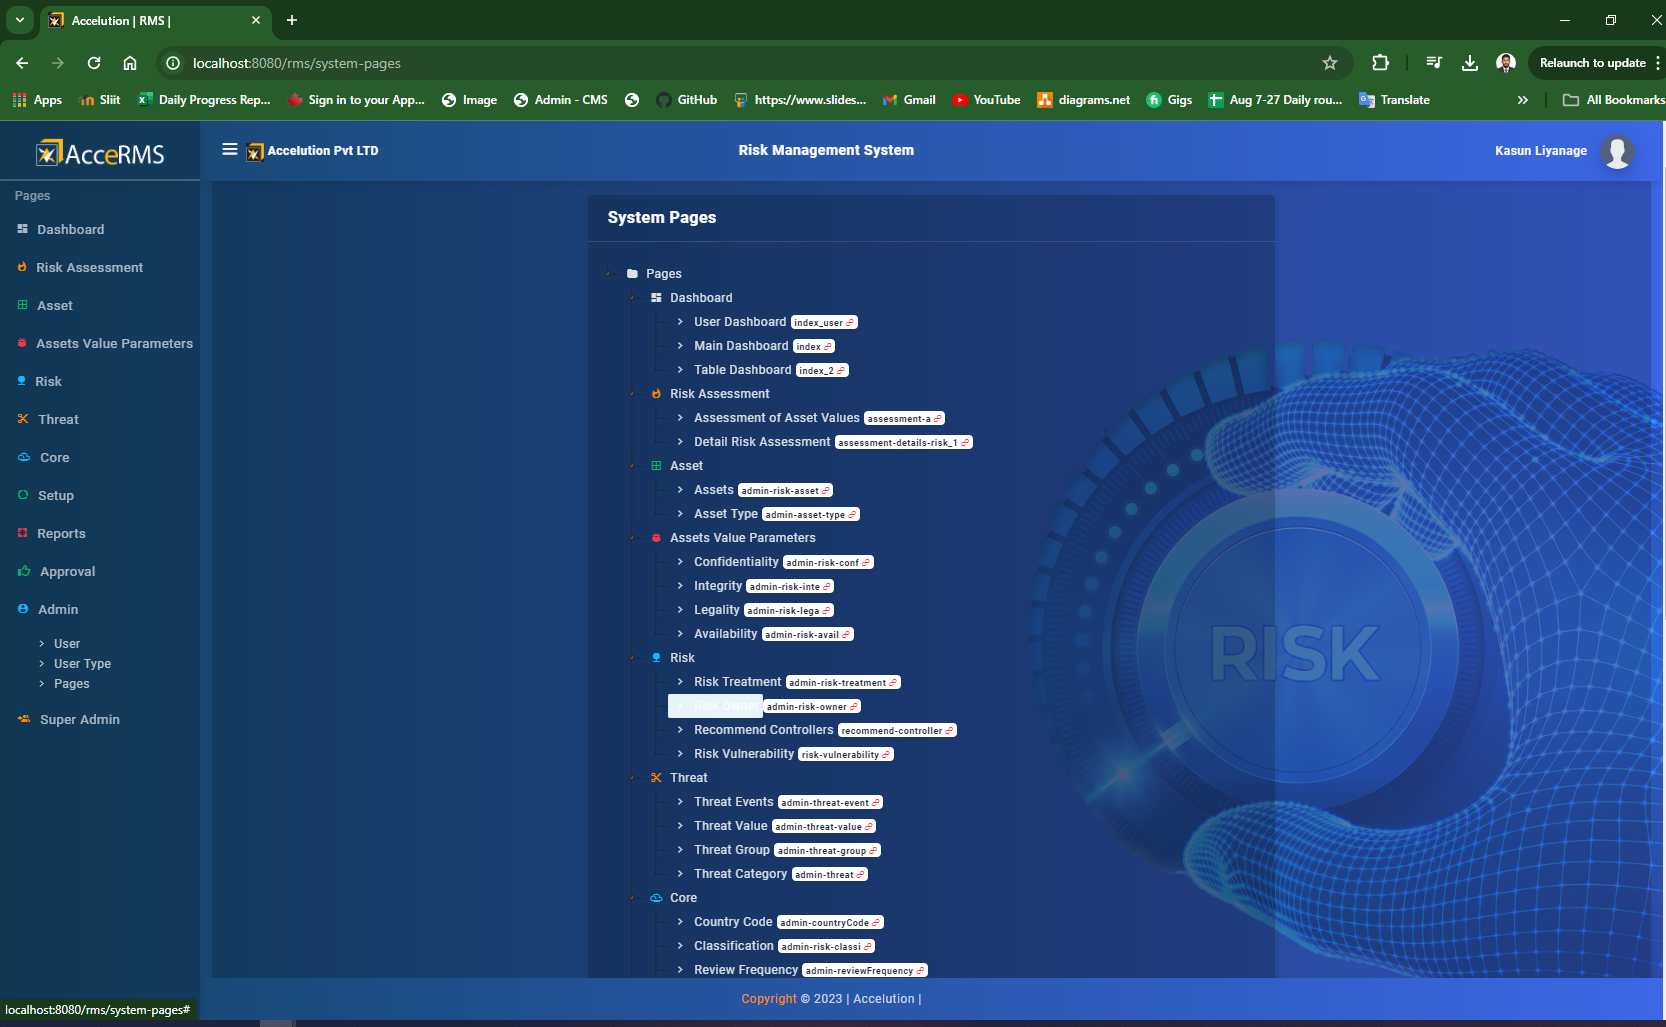 Accelution | RMS |
localhost:8080/rms/system-pages
Relaunch to update
Apps
Sliit
Daily Progress Rep...
Sign in to your App...
Image
Admin - CMS
GitHub
https://www.slides...
Gmail
YouTube
diagrams.net
Gigs
Aug 7-27 Daily rou...
Translate
All Bookmarks
AcceRMS
Accelution Pvt LTD
Risk Management System
Kasun Liyanage
Pages
Dashboard
Risk Assessment
Asset
Assets Value Parameters
Risk
Threat
Core
Setup
Reports
Approval
Admin
User
User Type
Pages
Super Admin
System Pages
Pages
Dashboard
User Dashboard index_user
Main Dashboard index
Table Dashboard index_2
Risk Assessment
Assessment of Asset Values assessment-a
Detail Risk Assessment assessment-details-risk_1
Asset
Assets admin-risk-asset
Asset Type admin-asset-type
Assets Value Parameters
Confidentiality admin-risk-conf
Integrity admin-risk-inte
Legality admin-risk-lega
Availability admin-risk-avail
Risk
Risk Treatment admin-risk-treatment
Risk Owner admin-risk-owner
Recommend Controllers recommend-controller
Risk Vulnerability risk-vulnerability
Threat
Threat Events admin-threat-event
Threat Value admin-threat-value
Threat Group admin-threat-group
Threat Category admin-threat
Core
Country Code admin-countryCode
Classification admin-risk-classi
Review Frequency admin-reviewFrequency
RISK
Copyright © 2023 | Accelution |
localhost:8080/rms/system-pages#